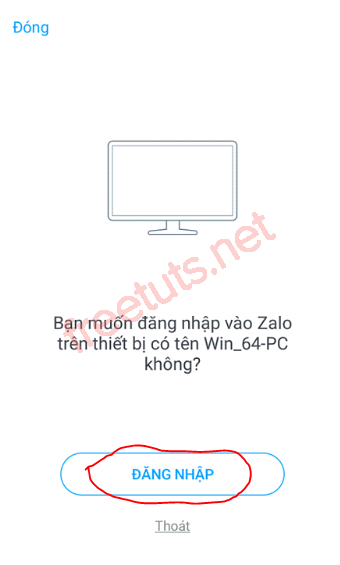 Đóng
freetuts.net
Bạn muốn đăng nhập vào Zalo
trên thiết bị có tên Win_64-PC
không?
ĐĂNG NHẬP
Thoát